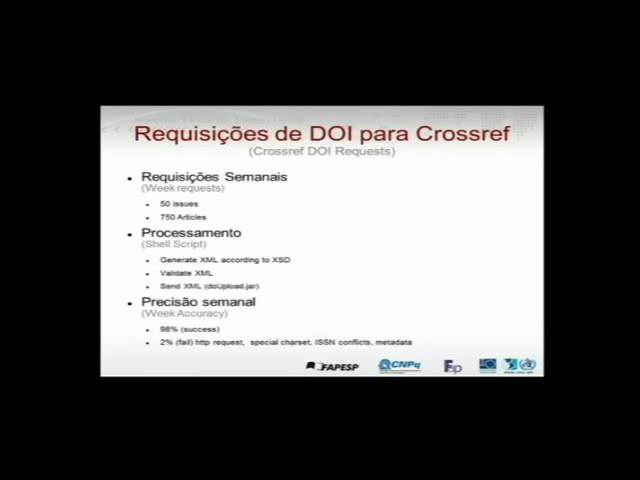 Requisições de DOI para Crossref
(Crossref DOI Requests)
Requisições Semanais
(Week requests)
50 issues
750 Articles
Processamento
(Shell Script)
Generate XML according to XSD
Validate XML
Send XML (doUpload.jar)
Precisão semanal
(Week Accuracy)
98% (success)
2% (fail) http request, special charset, ISSN conflicts, metadata
FAPESP
CNPq